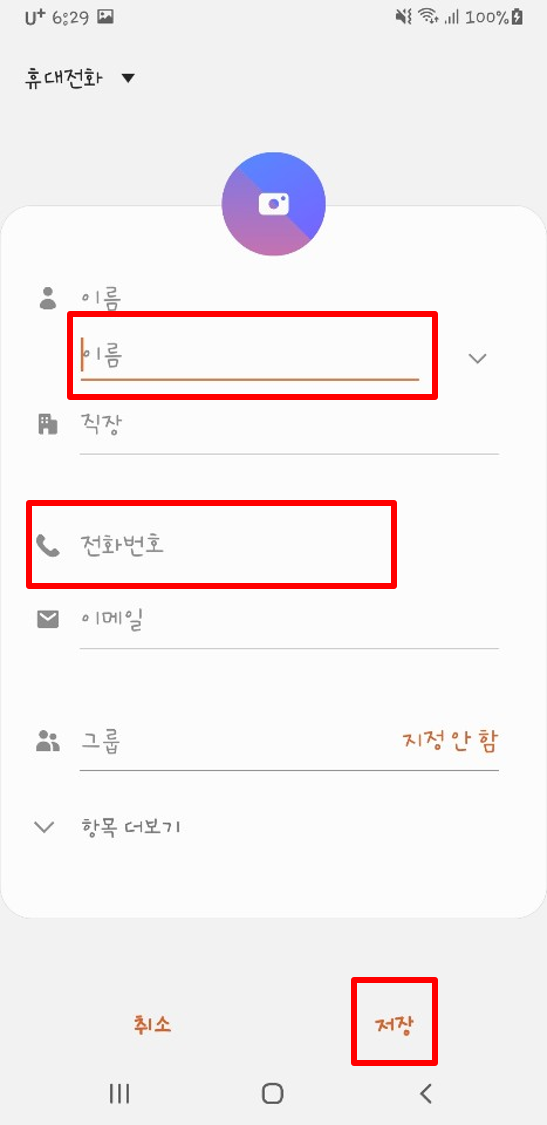 U+ 6:29 100%
휴대전화
이름
이름
직장
전화번호
이메일
그룹 지정 안 함
항목 더보기
취소 저장